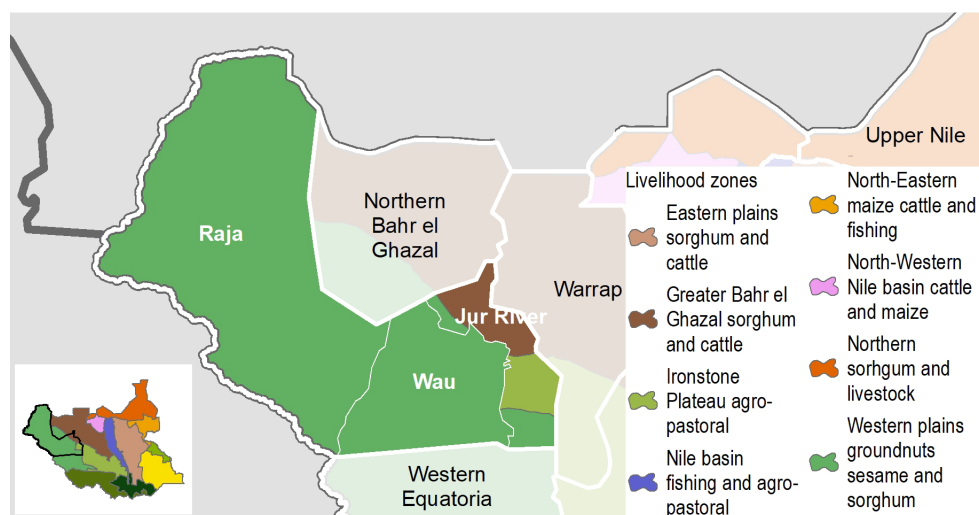 Upper Nile
Northern
Bahr el
Ghazal
Raja
Warrap
Jur River
Wau
Western
Equatoria
Livelihood zones
Eastern plains
sorghum and
cattle
Greater Bahr el
Ghazal sorghum
and cattle
Ironstone
Plateau agro-
pastoral
Nile basin
fishing and agro-
pastoral
North-Eastern
maize cattle and
fishing
North-Western
Nile basin cattle
and maize
Northern
sorhgum and
livestock
Western plains
groundnuts
sesame and
sorghum